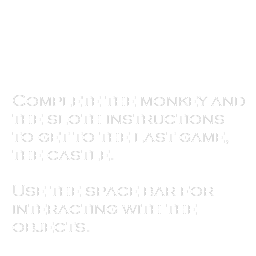 Complete the monkey and
the sloth instructions
to get to the last game,
the castle.
Use the space bar for
interacting with the
objects.